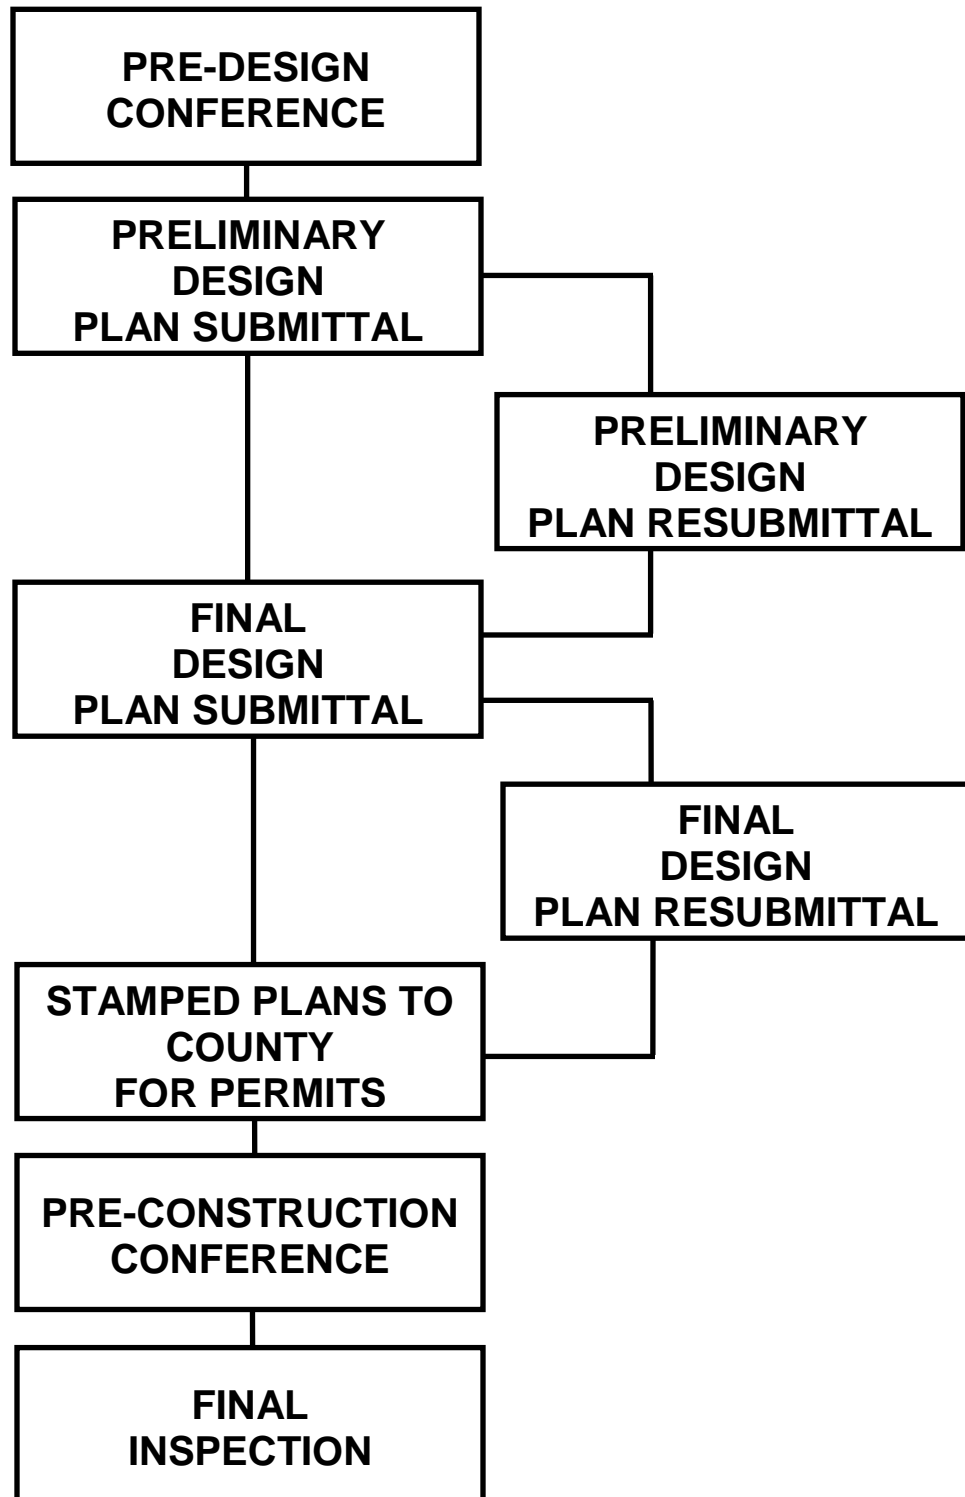 PRE-DESIGN
CONFERENCE
PRELIMINARY
DESIGN
PLAN SUBMITTAL
PRELIMINARY
DESIGN
PLAN RESUBMITTAL
FINAL
DESIGN
PLAN SUBMITTAL
FINAL
DESIGN
PLAN RESUBMITTAL
STAMPED PLANS TO
COUNTY
FOR PERMITS
PRE-CONSTRUCTION
CONFERENCE
FINAL
INSPECTION